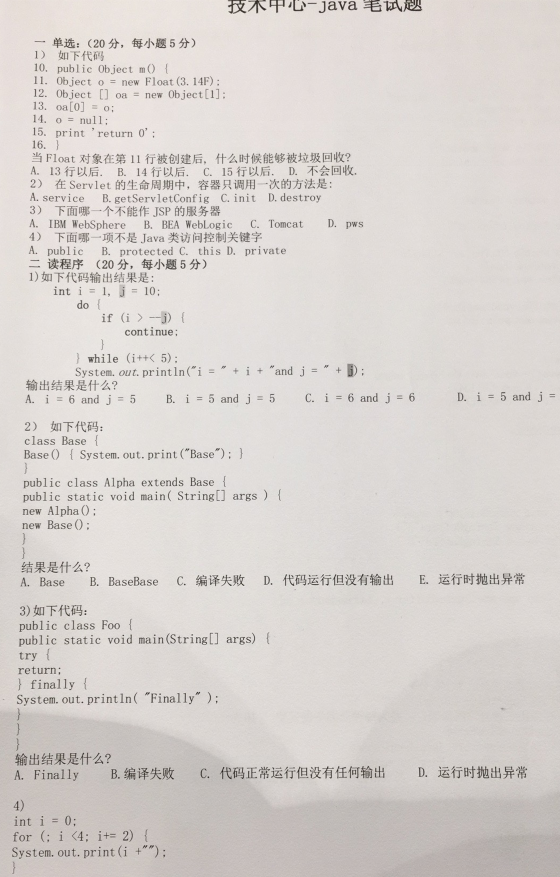 技术中心-java 笔试题
一 单选:(20 分, 每小题 5 分)
1) 如下代码
10. public Object m() {
11. Object o = new Float(3.14F);
12. Object [] oa = new Object[1];
13. oa[0] = o;
14. o = null;
15. print 'return 0';
16. }
当 Float 对象在第 11 行被创建后, 什么时候能够被垃圾回收?
A. 13 行以后. B. 14 行以后. C. 15 行以后. D. 不会回收.
2) 在 Servlet 的生命周期中, 容器只调用一次的方法是:
A. service B. getServletConfig C. init D. destroy
3) 下面哪一个不能作 JSP 的服务器
A. IBM WebSphere B. BEA WebLogic C. Tomcat D. pws
4) 下面哪一项不是 Java 类访问控制关键字
A. public B. protected C. this D. private
二 读程序 (20 分, 每小题 5 分)
1)如下代码输出结果是:
int i = 1, j = 10;
do {
if (i > --j) {
continue;
}
} while (i++< 5);
System.out.println("i = " + i + "and j = " + j);
输出结果是什么?
A. i = 6 and j = 5 B. i = 5 and j = 5 C. i = 6 and j = 6 D. i = 5 and j =
2) 如下代码:
class Base {
Base() { System.out.print("Base"); }
}
public class Alpha extends Base {
public static void main( String[] args ) {
new Alpha();
new Base();
}
}
结果是什么?
A. Base B. BaseBase C. 编译失败 D. 代码运行但没有输出 E. 运行时抛出异常
3)如下代码:
public class Foo {
public static void main(String[] args) {
try {
return;
} finally {
System.out.println( "Finally" );
}
}
}
输出结果是什么?
A. Finally B.编译失败 C. 代码正常运行但没有任何输出 D. 运行时抛出异常
4)
int i = 0;
for (; i <4; i+= 2) {
System.out.print(i +"");
}